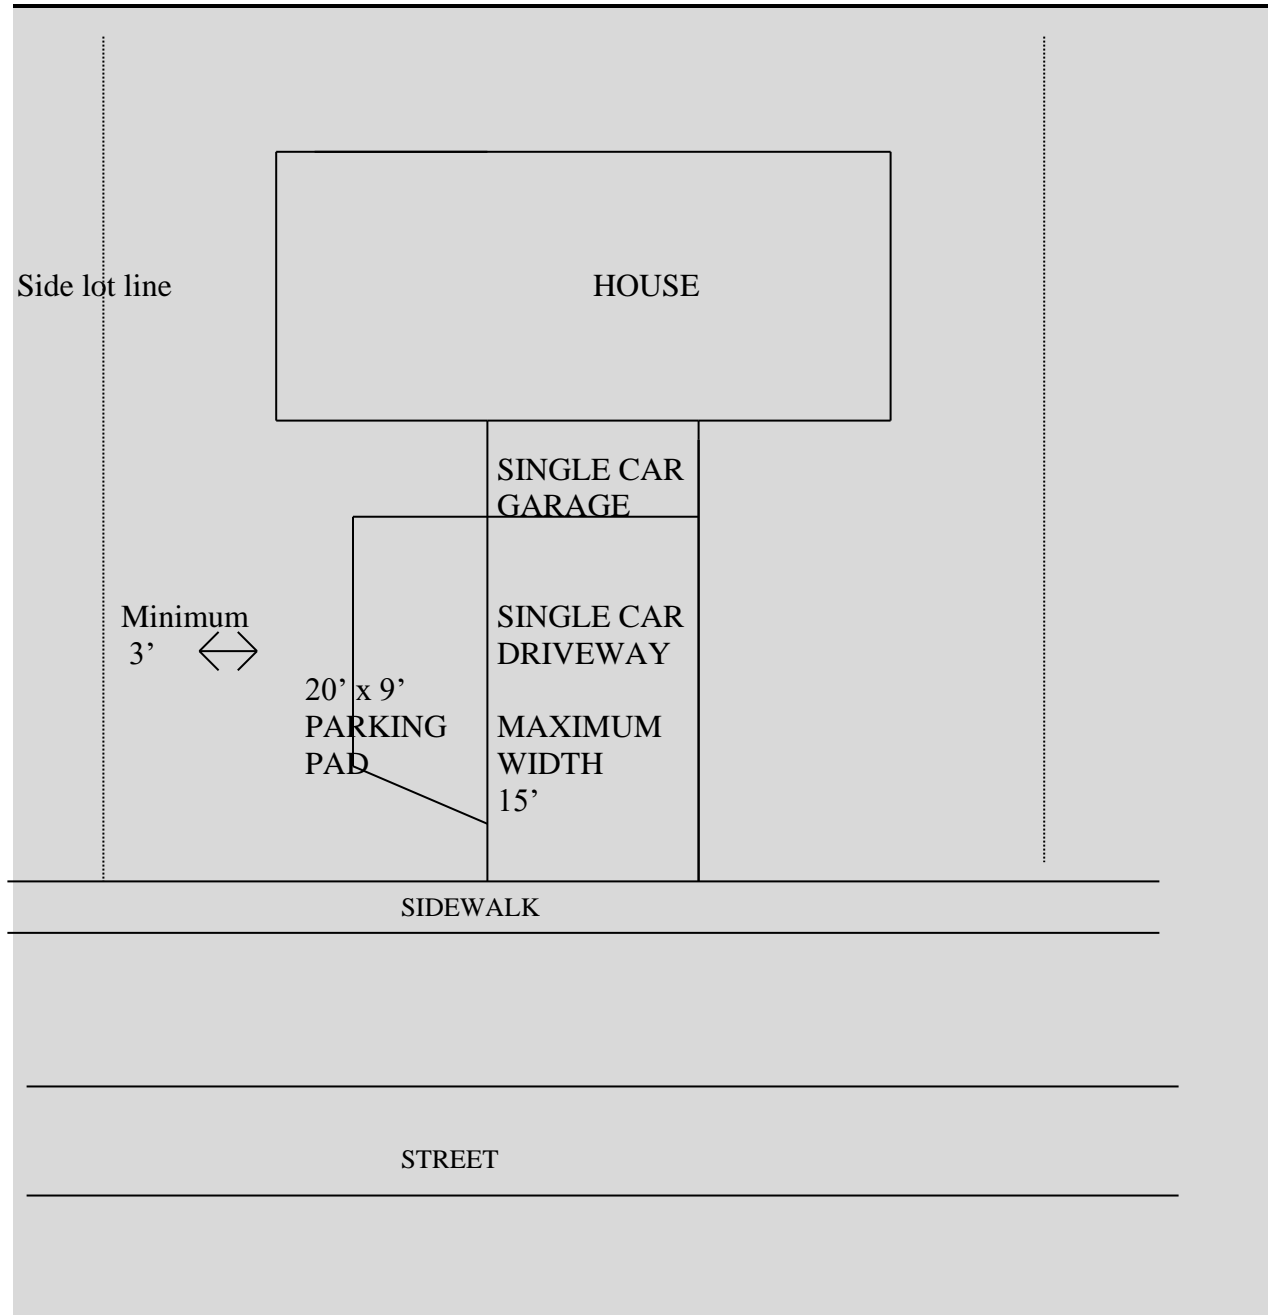 Side lot line
HOUSE
SINGLE CAR
GARAGE
Minimum
3’
SINGLE CAR
DRIVEWAY
20’ x 9’
PARKING
PAD
MAXIMUM
WIDTH
15’
SIDEWALK
STREET